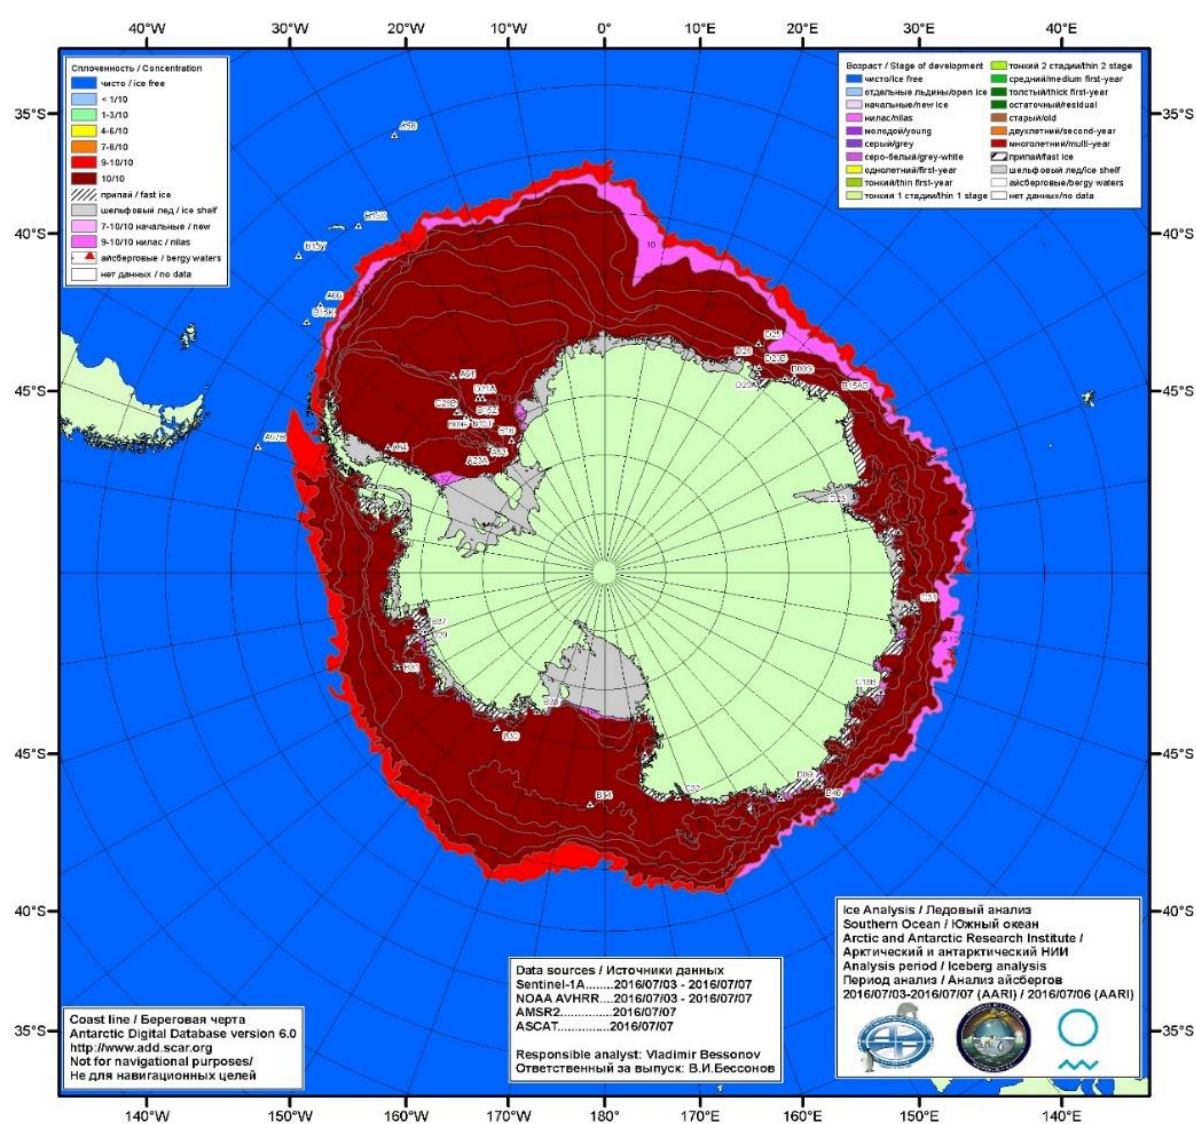 40°W 30°W 20°W 10°W 0° 10°E 20°E 30°E 40°E
Сплоченность / Concentration
чисто / ice free
< 1/10
1-3/10
4-6/10
7-8/10
9-10/10
10/10
припай / fast ice
шельфовый лед / ice shelf
7-10/10 начальные / new
9-10/10 нилас / nilas
айсберговые / bergy waters
нет данных / no data
Возраст / Stage of development
чисто/ice free
отдельные льдины/open ice
начальные/new ice
нилас/nilas
молодой/young
серый/grey
серо-белый/grey-white
однолетний/first-year
тонкий/thin first-year
тонкий 1 стадии/thin 1 stage
тонкий 2 стадии/thin 2 stage
средний/medium first-year
толстый/thick first-year
остаточный/residual
старый/old
двухлетний/second-year
многолетний/multi-year
припай/fast ice
шельфовый лед/ice shelf
айсберговые/bergy waters
нет данных/no data
35°S 35°S
40°S 40°S
45°S 45°S
B15Y
10
D25
B15AB
C31
B37
C18B
B34
B40
45°S 45°S
40°S 40°S
35°S 35°S
Coast line / Береговая черта
Antarctic Digital Database version 6.0
http://www.add.scar.org
Not for navigational purposes/
Не для навигационных целей
Data sources / Источники данных
Sentinel-1A.......2016/07/03 - 2016/07/07
NOAA AVHRR....2016/07/03 - 2016/07/07
AMSR2..............2016/07/07
ASCAT..............2016/07/07
Responsible analyst: Vladimir Bessonov
Ответственный за выпуск: В.И.Бессонов
Ice Analysis / Ледовый анализ
Southern Ocean / Южный океан
Arctic and Antarctic Research Institute /
Арктический и антарктический НИИ
Analysis period / Iceberg analysis
Период анализ / Анализ айсбергов
2016/07/03-2016/07/07 (AARI) / 2016/07/06 (AARI)
140°W 150°W 160°W 170°W 180° 170°E 160°E 150°E 140°E